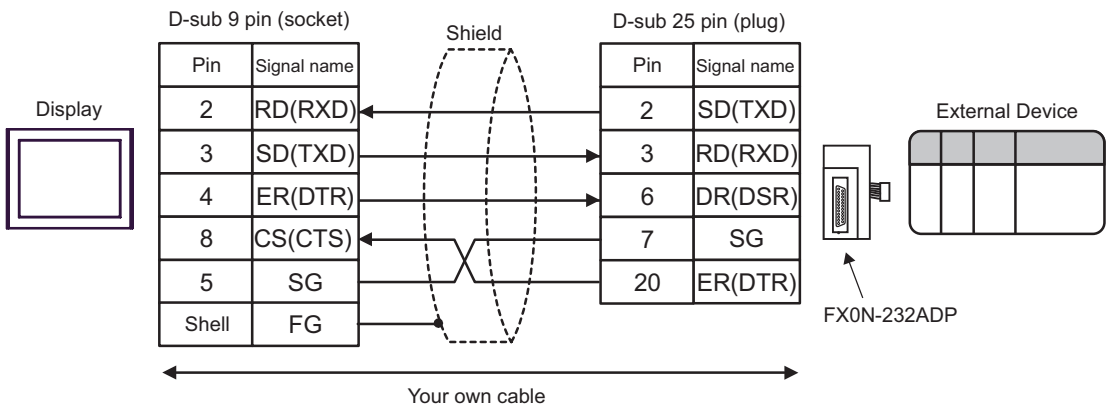 D-sub 9 pin (socket)
Shield
D-sub 25 pin (plug)
Display
Pin Signal name
2 RD(RXD)
3 SD(TXD)
4 ER(DTR)
8 CS(CTS)
5 SG
Shell FG
Pin Signal name
2 SD(TXD)
3 RD(RXD)
6 DR(DSR)
7 SG
20 ER(DTR)
External Device
FX0N-232ADP
Your own cable